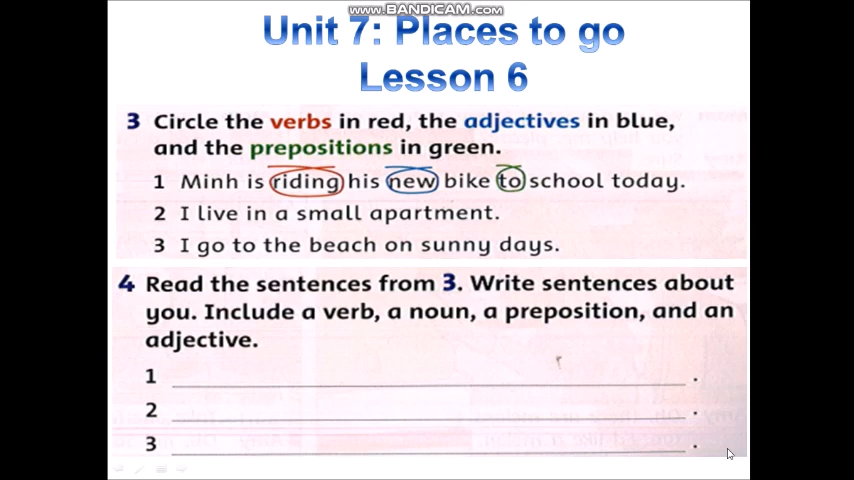 WWW.BANDICAM.COM
Unit 7: Places to go
Lesson 6
3 Circle the verbs in red, the adjectives in blue,
and the prepositions in green.
1 Minh is riding his new bike to school today.
2 I live in a small apartment.
3 I go to the beach on sunny days.
4 Read the sentences from 3. Write sentences about
you. Include a verb, a noun, a preposition, and an
adjective.
1 .
2 .
3 .